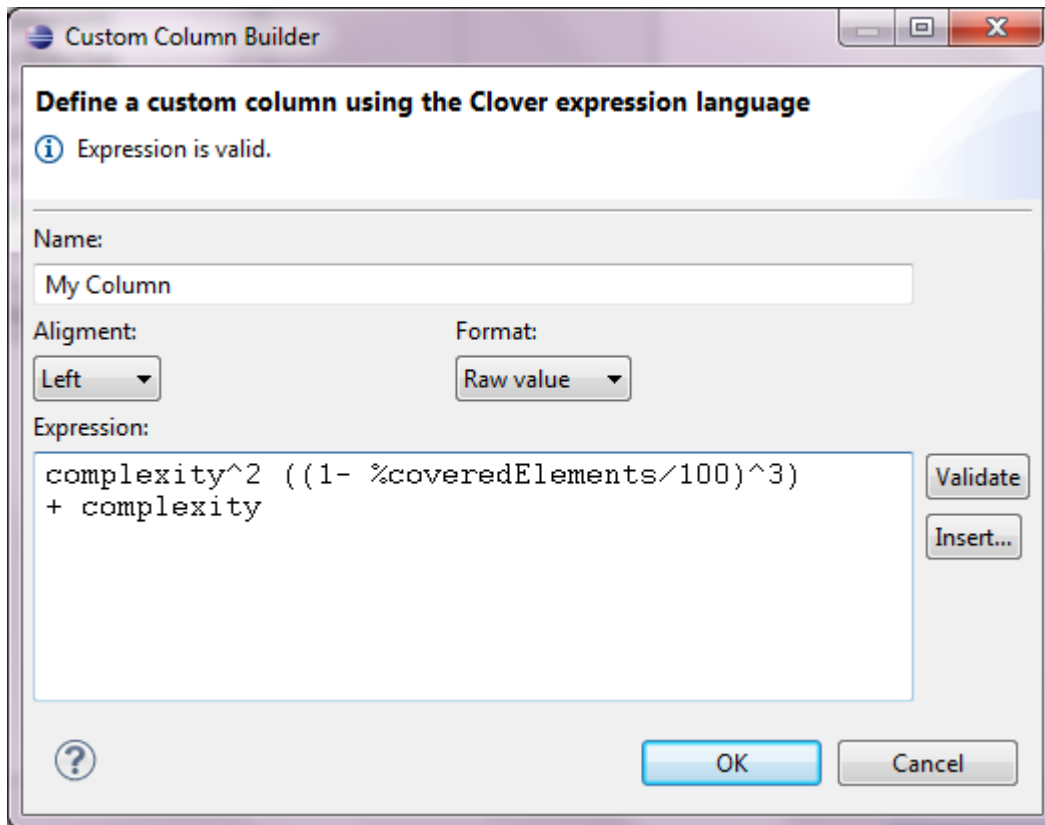 Custom Column Builder
Define a custom column using the Clover expression language
Expression is valid.
Name:
My Column
Aligment: Format:
Left Raw value
Expression:
complexity^2 ((1- %coveredElements/100)^3)
+ complexity
Validate
Insert...
OK Cancel